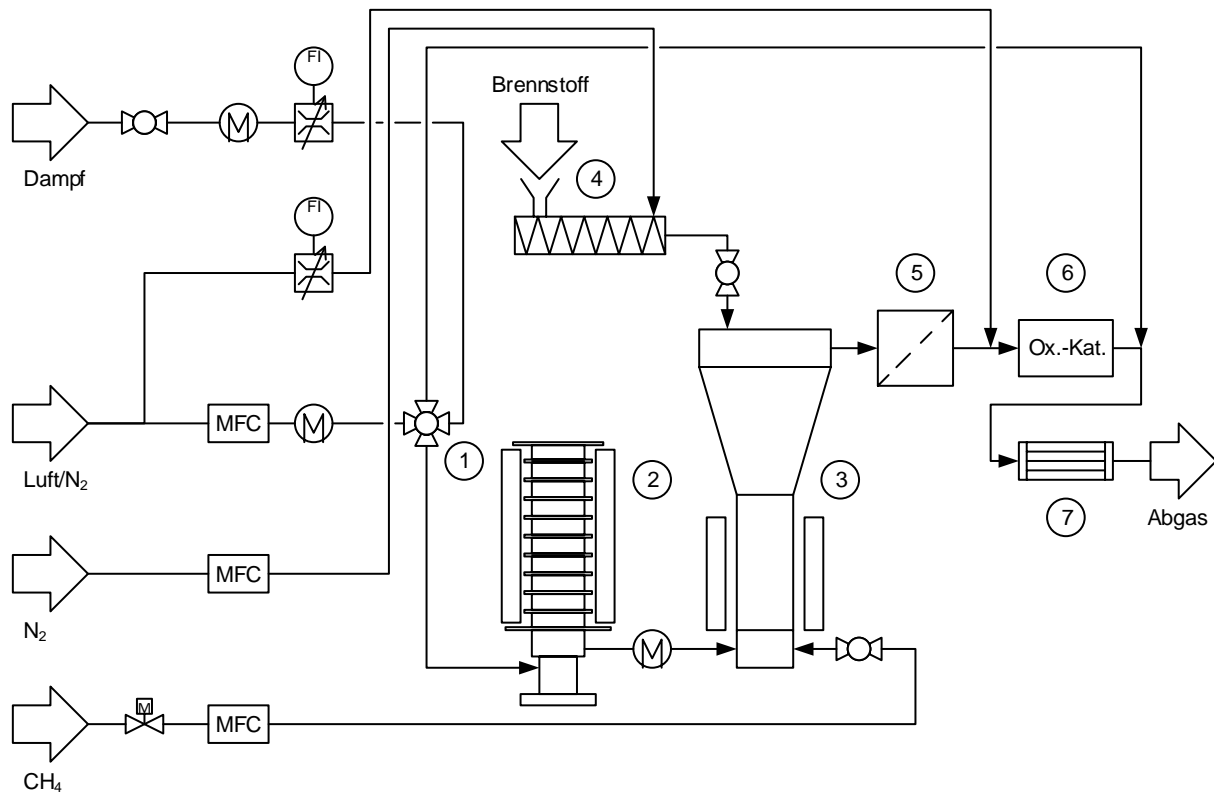 FI
Brennstoff
Dampf
4
FI
5
6
Ox.-Kat.
Luft/N₂
MFC
1
2
3
7
Abgas
N₂
MFC
M
CH₄
MFC